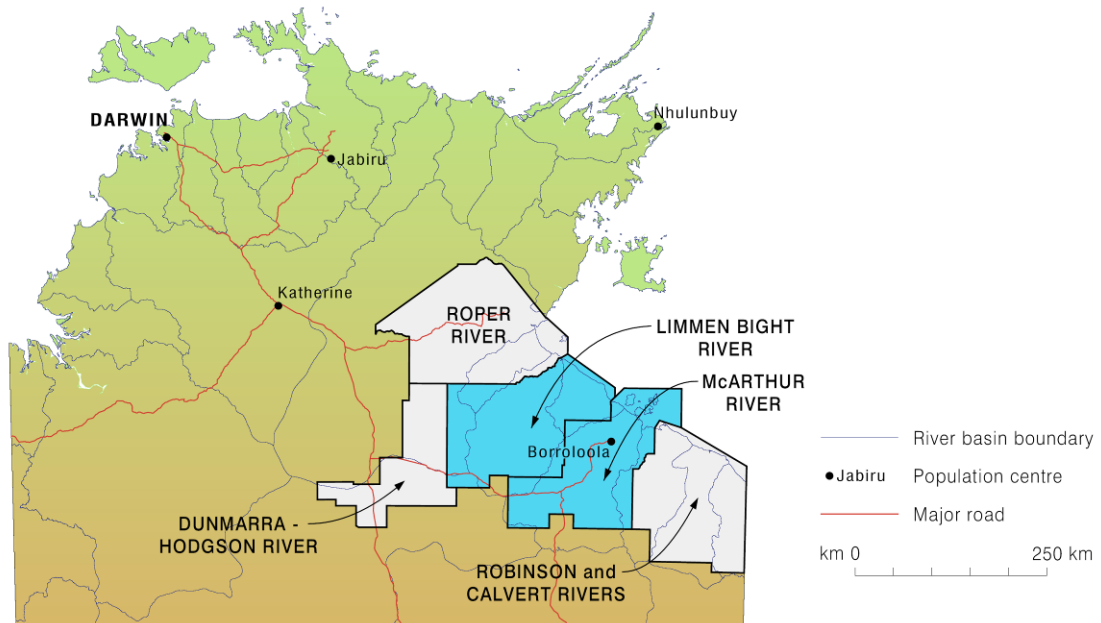 Nhulunbuy
DARWIN
Jabiru
Katherine
ROPER
RIVER
LIMMEN BIGHT
RIVER
McARTHUR
RIVER
Borroloola
DUNMARRA -
HODGSON RIVER
ROBINSON and
CALVERT RIVERS
River basin boundary
Jabiru
Population centre
Major road
km 0
250 km